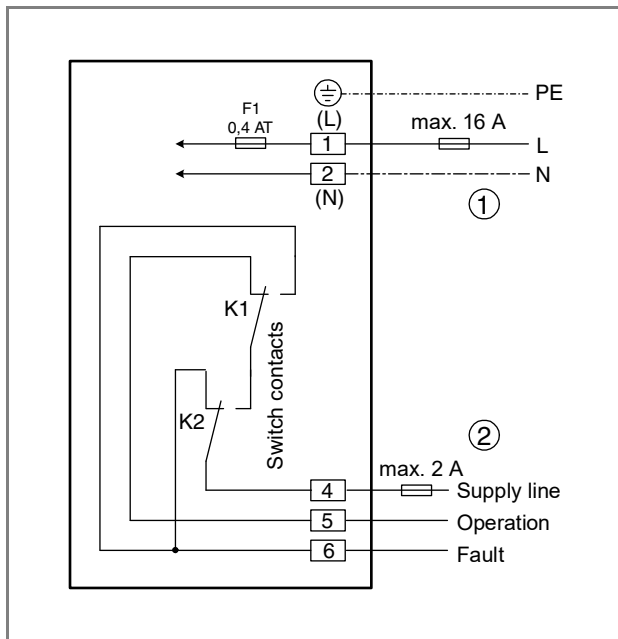 PE
(L)
F1
0,4 AT
max. 16 A
1
L
2
N
(N)
1
K1
Switch contacts
K2
2
max. 2 A
4
Supply line
5
Operation
6
Fault